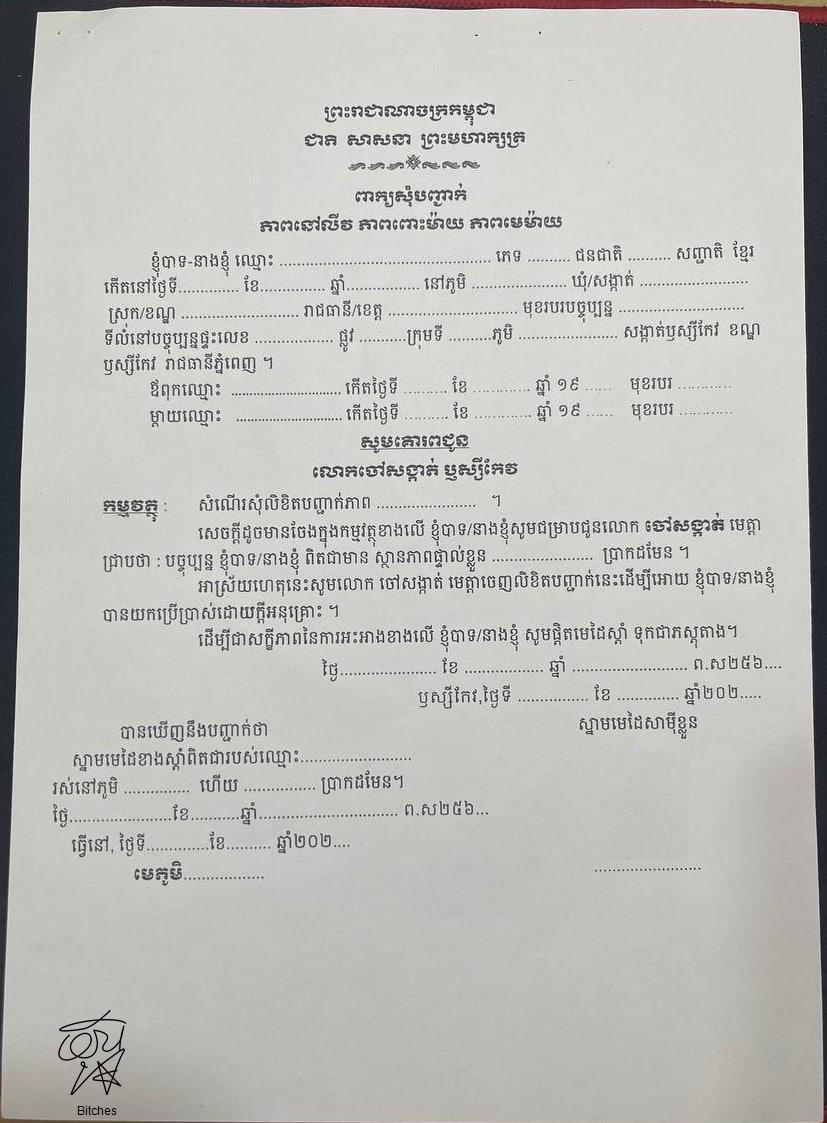 ព្រះរាជាណាចក្រកម្ពុជា
ជាតិ សាសនា ព្រះមហាក្សត្រ
ពាក្យសុំបញ្ជាក់
ភាពនៅលីវ ភាពពោះម៉ាយ ភាពមេម៉ាយ
ខ្ញុំបាទ-នាងខ្ញុំ ឈ្មោះ ................................................ ភេទ .......... ជនជាតិ .......... សញ្ជាតិ ខ្មែរ
កើតនៅថ្ងៃទី.............. ខែ............... ឆ្នាំ................. នៅភូមិ ...................... ឃុំ/សង្កាត់ .........................
ស្រុក/ខណ្ឌ ........................... រាជធានី/ខេត្ត .............................. មុខរបរបច្ចុប្បន្ន .............................
ទីលំនៅបច្ចុប្បន្នផ្ទះលេខ .................. ផ្លូវ ...........ក្រុមទី ..........ភូមិ ....................... សង្កាត់ឫស្សីកែវ ខណ្ឌ
ឫស្សីកែវ រាជធានីភ្នំពេញ ។
ឪពុកឈ្មោះ ............................. កើតថ្ងៃទី .......... ខែ ............. ឆ្នាំ ១៩ ...... មុខរបរ ............
ម្តាយឈ្មោះ ........................... កើតថ្ងៃទី .......... ខែ ............. ឆ្នាំ ១៩ ...... មុខរបរ ............
សូមគោរពជូន
លោកចៅសង្កាត់ ឫស្សីកែវ
កម្មវត្ថុ : សំណើរសុំលិខិតបញ្ជាក់ភាព ....................... ។
សេចក្តីដូចមានចែងក្នុងកម្មវត្ថុខាងលើ ខ្ញុំបាទ/នាងខ្ញុំសូមជម្រាបជូនលោក ចៅសង្កាត់ មេត្តា
ជ្រាបថា : បច្ចុប្បន្ន ខ្ញុំបាទ/នាងខ្ញុំ ពិតជាមាន ស្ថានភាពផ្ទាល់ខ្លួន ....................... ប្រាកដមែន ។
អាស្រ័យហេតុនេះសូមលោក ចៅសង្កាត់ មេត្តាចេញលិខិតបញ្ជាក់នេះដើម្បីអោយ ខ្ញុំបាទ/នាងខ្ញុំ
បានយកប្រើប្រាស់ដោយក្តីអនុគ្រោះ ។
ដើម្បីជាសក្ខីភាពនៃការអះអាងខាងលើ ខ្ញុំបាទ/នាងខ្ញុំ សូមផ្តិតមេដៃស្តាំ ទុកជាភស្តុតាង។
ថ្ងៃ...................... ខែ .................. ឆ្នាំ .......................... ព.ស២៥៦....
ឫស្សីកែវ,ថ្ងៃទី ................ ខែ .............. ឆ្នាំ២០២.....
ស្នាមមេដៃសាម៉ីខ្លួន
បានឃើញនឹងបញ្ជាក់ថា
ស្នាមមេដៃខាងស្តាំពិតជារបស់ឈ្មោះ.........................
រស់នៅភូមិ ............... ហើយ ................ ប្រាកដមែន។
ថ្ងៃ.......................ខែ...........ឆ្នាំ............................... ព.ស២៥៦...
ធ្វើនៅ, ថ្ងៃទី..............ខែ.......... ឆ្នាំ២០២....
មេភូមិ.................. ........................
Bitches